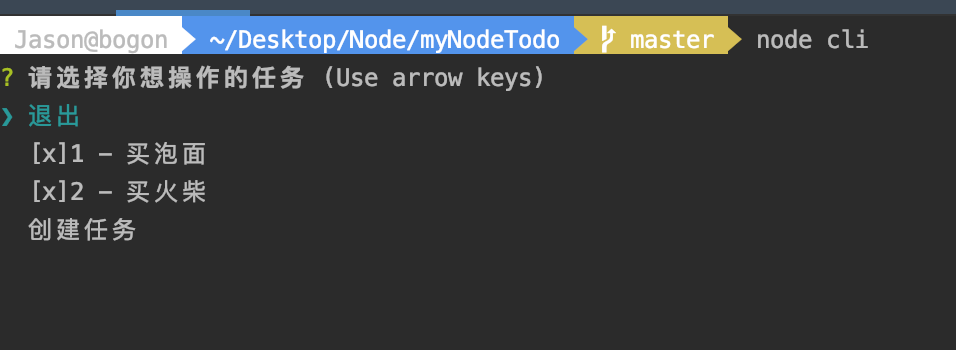 Jason@bogon ~/Desktop/Node/myNodeTodo master node cli
? 请选择你想操作的任务 (Use arrow keys)
❯ 退出
[x]1 - 买泡面
[x]2 - 买火柴
创建任务